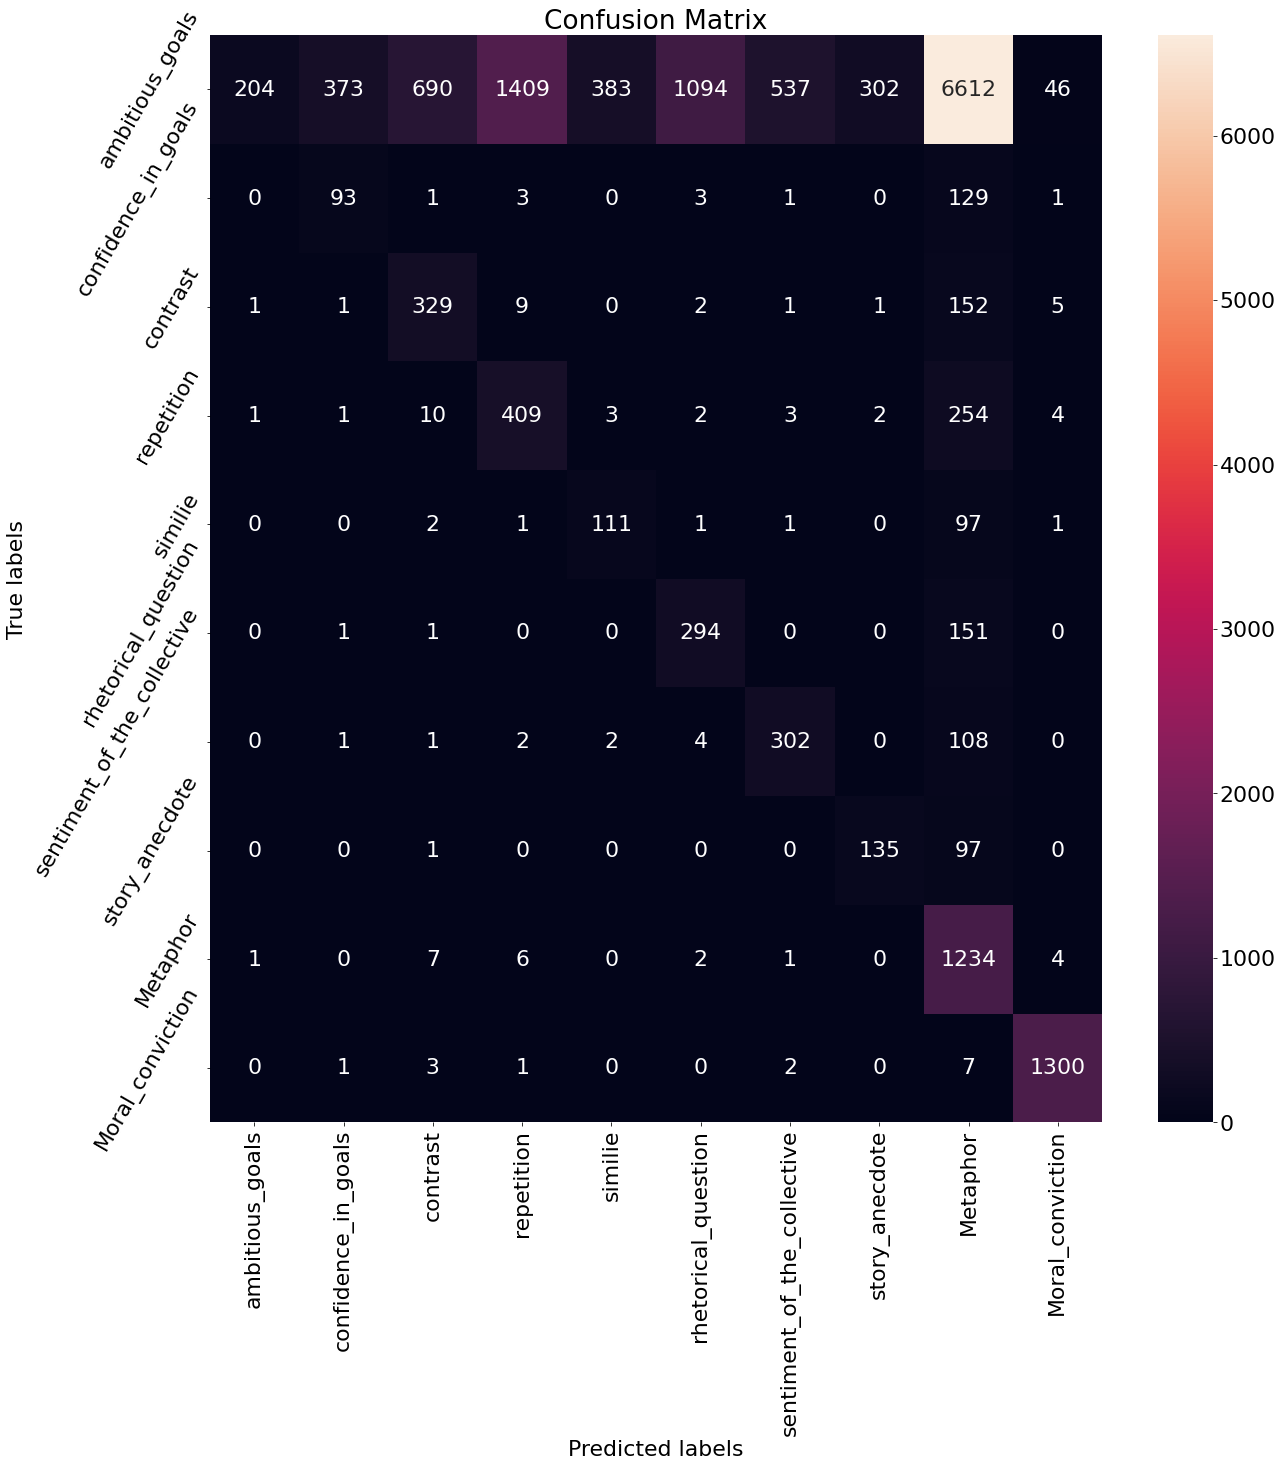 Confusion Matrix
True labels
ambitious_goals 204 373 690 1409 383 1094 537 302 6612 46
confidence_in_goals 0 93 1 3 0 3 1 0 129 1
contrast 1 1 329 9 0 2 1 1 152 5
repetition 1 1 10 409 3 2 3 2 254 4
similie 0 0 2 1 111 1 1 0 97 1
rhetorical_question 0 1 1 0 0 294 0 0 151 0
sentiment_of_the_collective 0 1 1 2 2 4 302 0 108 0
story_anecdote 0 0 1 0 0 0 0 135 97 0
Metaphor 1 0 7 6 0 2 1 0 1234 4
Moral_conviction 0 1 3 1 0 0 2 0 7 1300
ambitious_goals
confidence_in_goals
contrast
repetition
similie
rhetorical_question
sentiment_of_the_collective
story_anecdote
Metaphor
Moral_conviction
Predicted labels
6000
5000
4000
3000
2000
1000
0